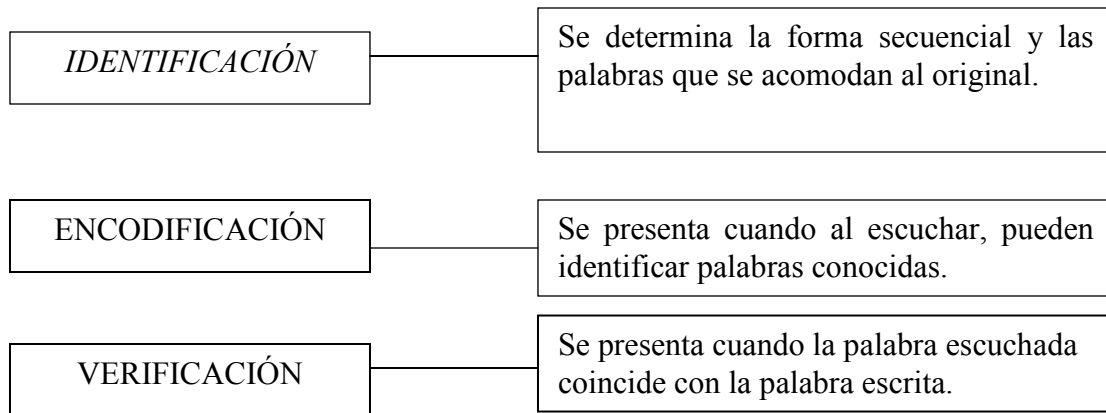 IDENTIFICACIÓN
Se determina la forma secuencial y las
palabras que se acomodan al original.
ENCODIFICACIÓN
Se presenta cuando al escuchar, pueden
identificar palabras conocidas.
VERIFICACIÓN
Se presenta cuando la palabra escuchada
coincide con la palabra escrita.